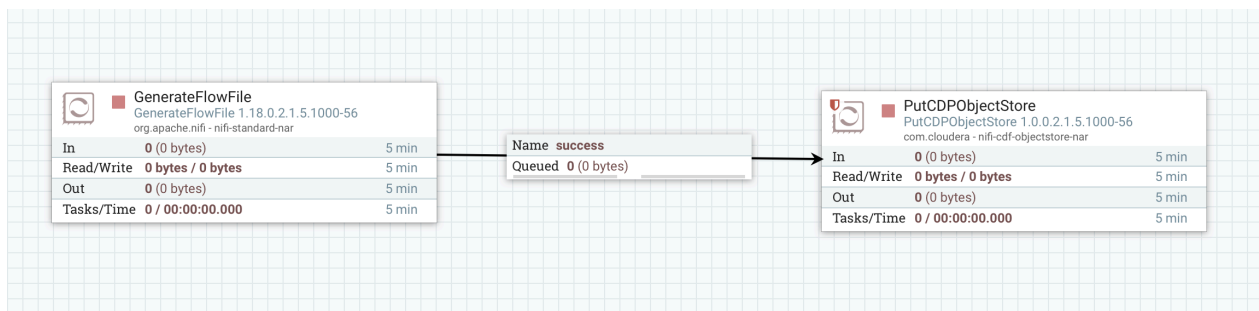 GenerateFlowFile
GenerateFlowFile 1.18.0.2.1.5.1000-56
org.apache.nifi - nifi-standard-nar
In 0 (0 bytes) 5 min
Read/Write 0 bytes / 0 bytes 5 min
Out 0 (0 bytes) 5 min
Tasks/Time 0 / 00:00:00.000 5 min
Name success
Queued 0 (0 bytes)
PutCDPObjectStore
PutCDPObjectStore 1.0.0.2.1.5.1000-56
com.cloudera - nifi-cdf-objectstore-nar
In 0 (0 bytes) 5 min
Read/Write 0 bytes / 0 bytes 5 min
Out 0 (0 bytes) 5 min
Tasks/Time 0 / 00:00:00.000 5 min